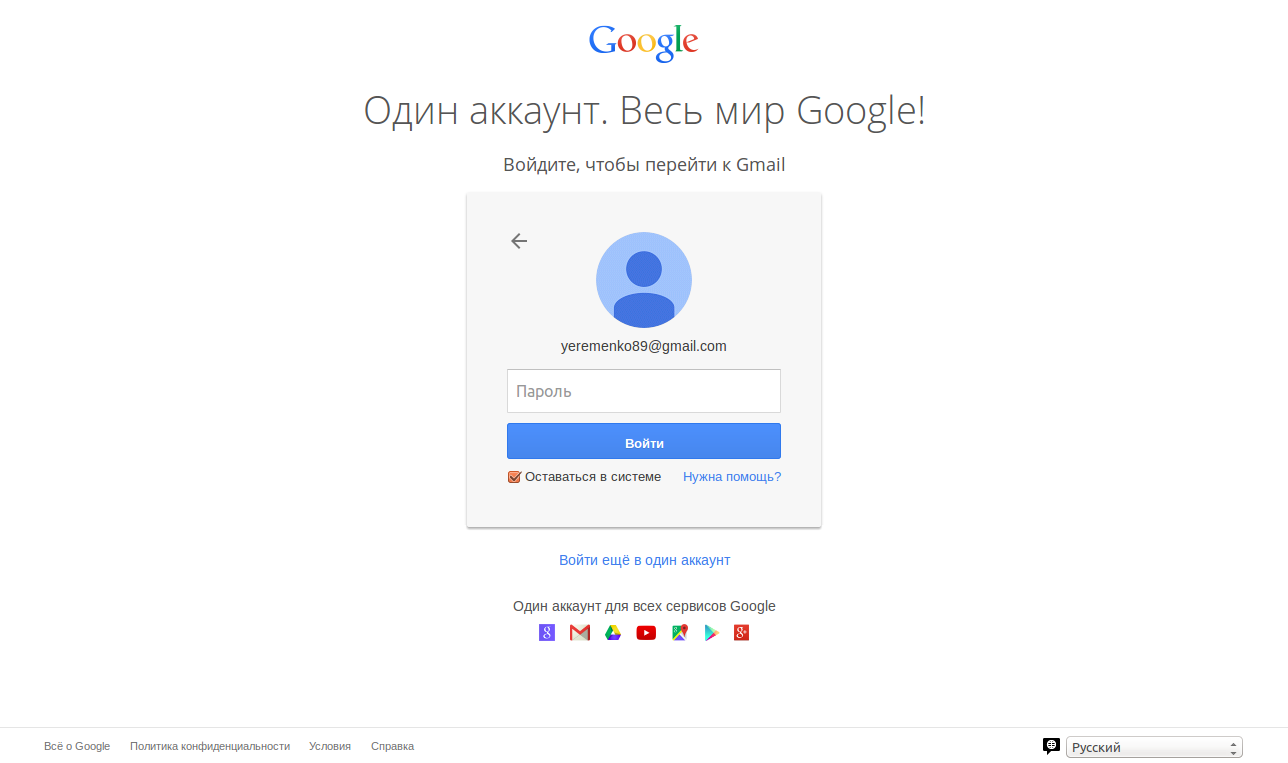 Google
Один аккаунт. Весь мир Google!
Войдите, чтобы перейти к Gmail
yeremenko89@gmail.com
Пароль
Войти
Оставаться в системе Нужна помощь?
Войти ещё в один аккаунт
Один аккаунт для всех сервисов Google
Всё о Google Политика конфиденциальности Условия Справка Русский